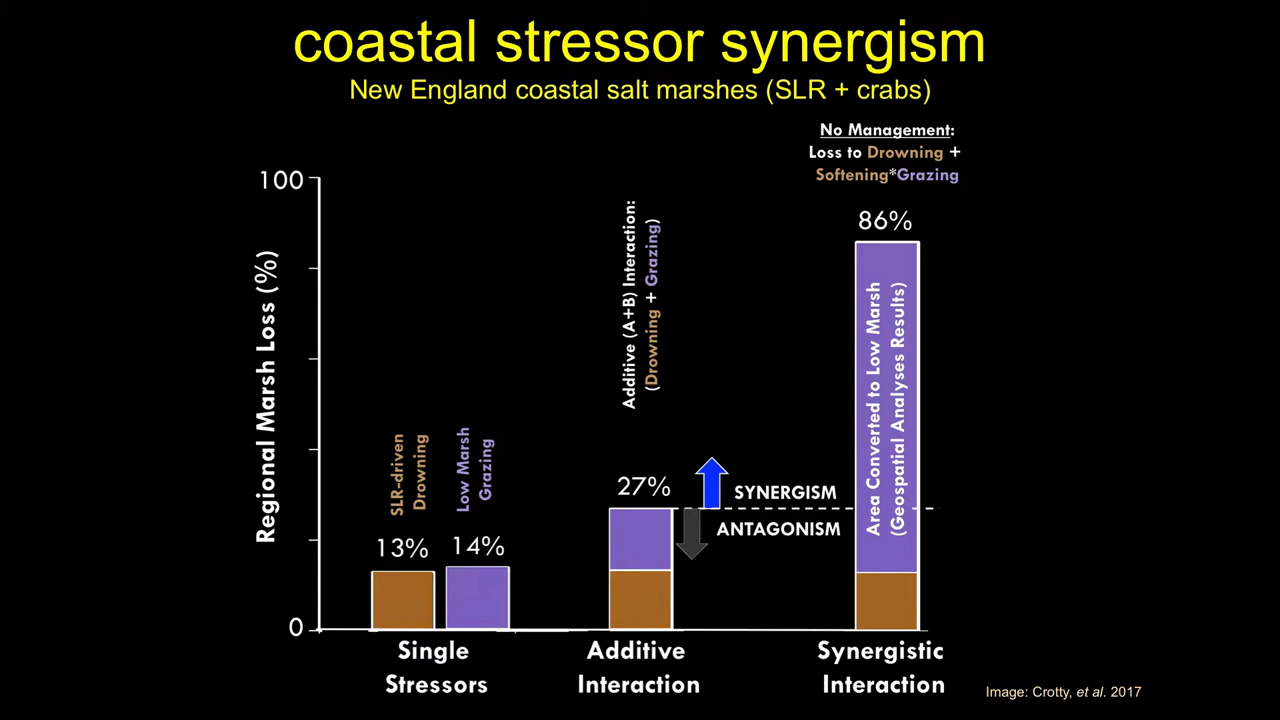 coastal stressor synergism
New England coastal salt marshes (SLR + crabs)
No Management:
Loss to Drowning +
Softening*Grazing
100
86%
Regional Marsh Loss (%)
Additive (A+B) Interaction:
(Drowning + Grazing)
Area Converted to Low Marsh
(Geospatial Analyses Results)
SLR-driven
Drowning
Low Marsh
Grazing
27%
SYNERGISM
ANTAGONISM
13%
14%
0
Single
Stressors
Additive
Interaction
Synergistic
Interaction
Image: Crotty, et al. 2017